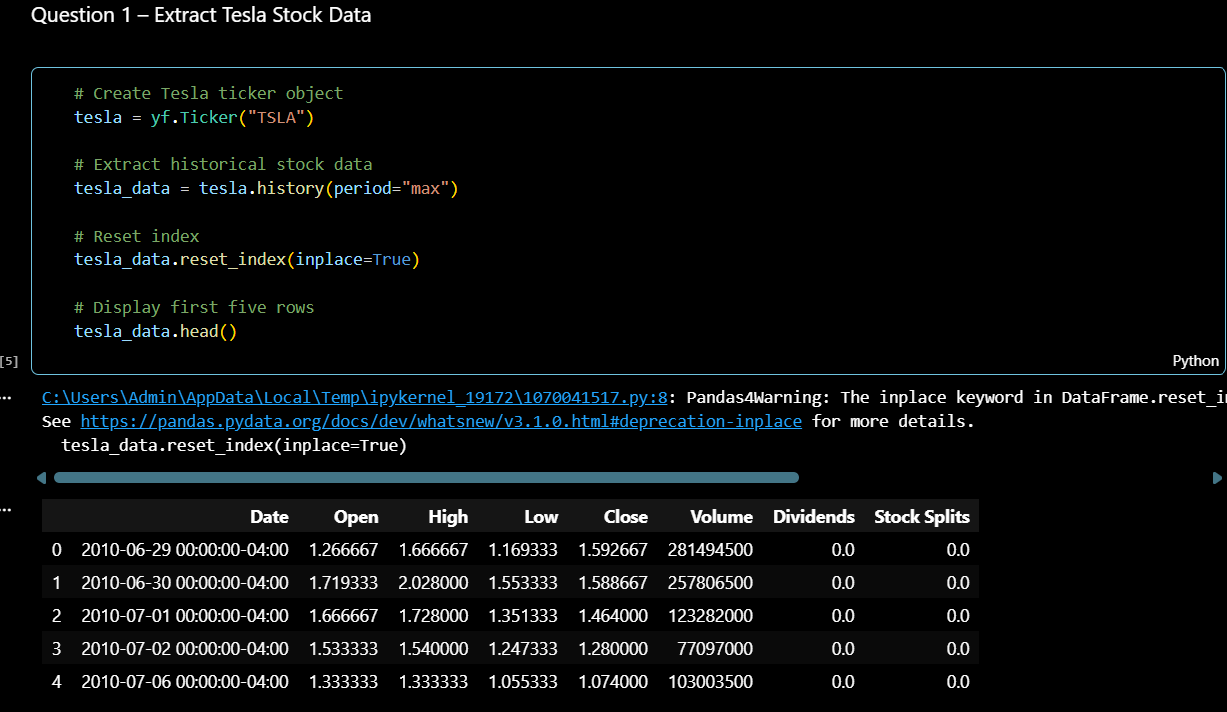 Question 1 – Extract Tesla Stock Data
# Create Tesla ticker object
tesla = yf.Ticker("TSLA")
# Extract historical stock data
tesla_data = tesla.history(period="max")
# Reset index
tesla_data.reset_index(inplace=True)
# Display first five rows
tesla_data.head()
[5]
Python
... C:\Users\Admin\AppData\Local\Temp\ipykernel_19172\1070041517.py:8: Pandas4Warning: The inplace keyword in DataFrame.reset_i
See https://pandas.pydata.org/docs/dev/whatsnew/v3.1.0.html#deprecation-inplace for more details.
tesla_data.reset_index(inplace=True)
...
Date Open High Low Close Volume Dividends Stock Splits
0 2010-06-29 00:00:00-04:00 1.266667 1.666667 1.169333 1.592667 281494500 0.0 0.0
1 2010-06-30 00:00:00-04:00 1.719333 2.028000 1.553333 1.588667 257806500 0.0 0.0
2 2010-07-01 00:00:00-04:00 1.666667 1.728000 1.351333 1.464000 123282000 0.0 0.0
3 2010-07-02 00:00:00-04:00 1.533333 1.540000 1.247333 1.280000 77097000 0.0 0.0
4 2010-07-06 00:00:00-04:00 1.333333 1.333333 1.055333 1.074000 103003500 0.0 0.0